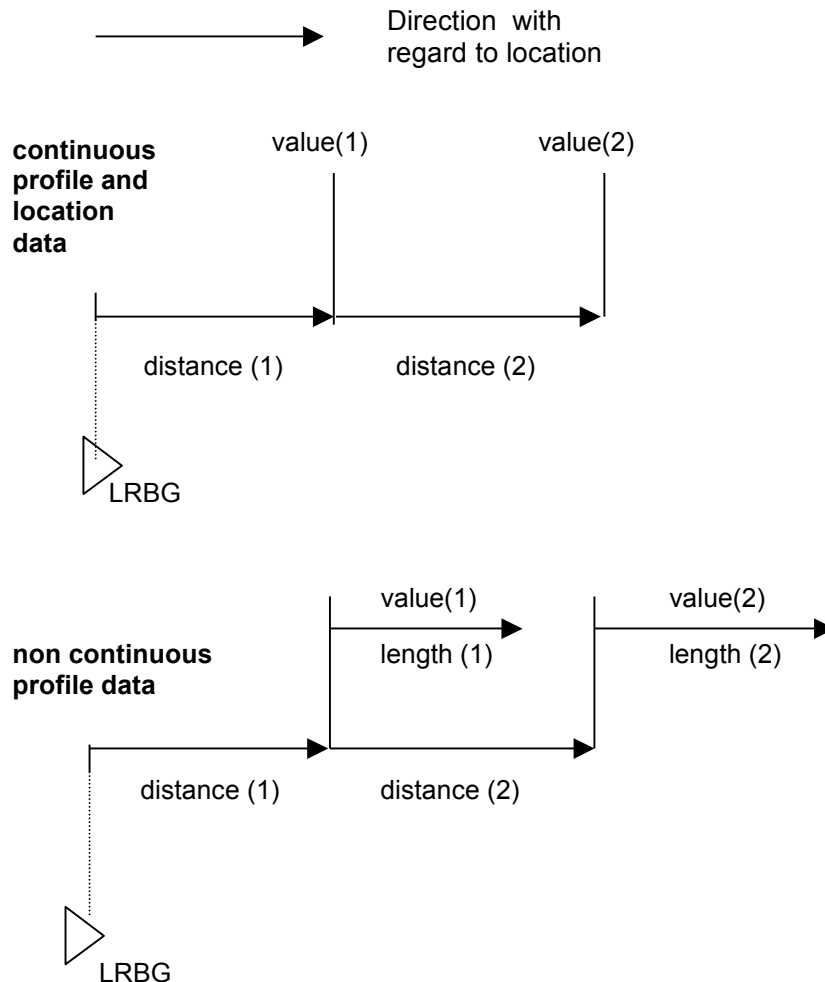 Direction with
regard to location
continuous
profile and
location
data
value(1)
value(2)
distance (1)
distance (2)
LRBG
non continuous
profile data
value(1)
length (1)
value(2)
length (2)
distance (1)
distance (2)
LRBG